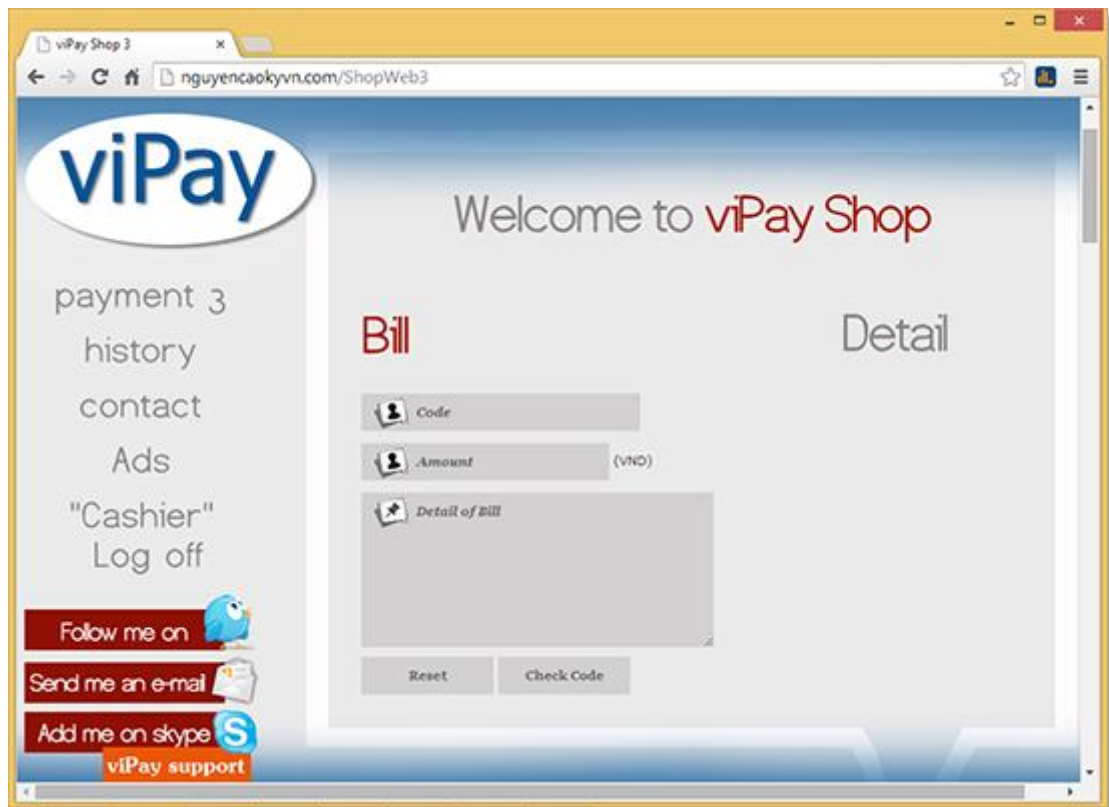 viPay Shop 3
nguyencaokyvn.com/ShopWeb3
viPay
Welcome to viPay Shop
payment 3
history
contact
Ads
"Cashier"
Log off
Bill
Detail
Code
Amount (VND)
Detail of Bill
Reset Check Code
Follow me on
Send me an e-mail
Add me on skype
viPay support